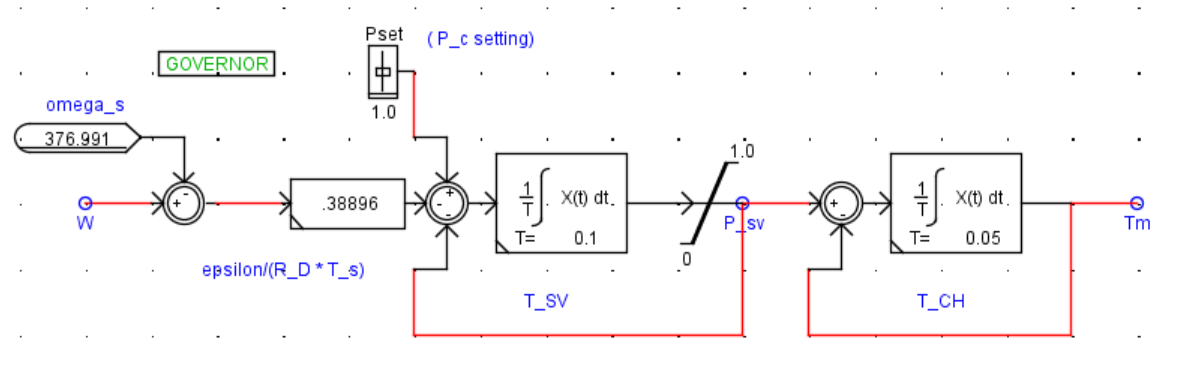 Pset
( P_c setting)
GOVERNOR
1.0
omega_s
376.991
1.0
-
+
W
+
.38896
-
-
1
T
∫
X(t) dt.
T=
0.1
P_sv
0
+
-
1
T
∫
X(t) dt.
T=
0.05
Tm
epsilon/(R_D * T_s)
T_SV
T_CH